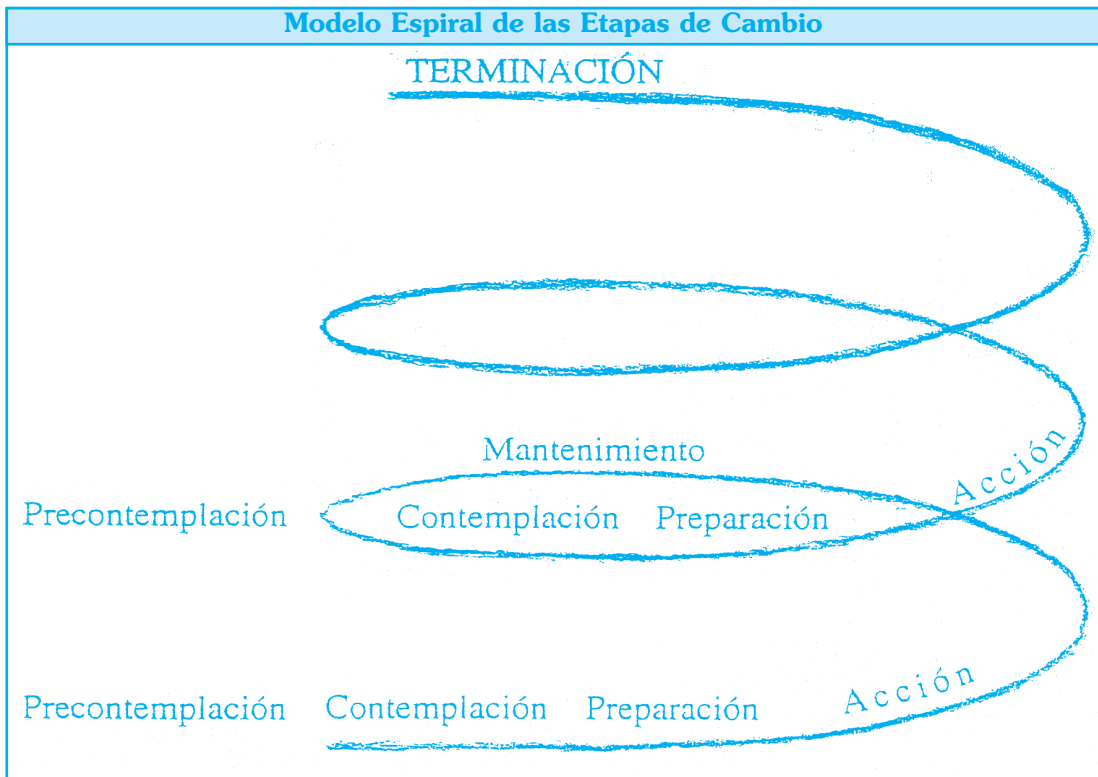 Modelo Espiral de las Etapas de Cambio
TERMINACIÓN
Mantenimiento
Acción
Precontemplación Contemplación Preparación
Precontemplación Contemplación Preparación Acción